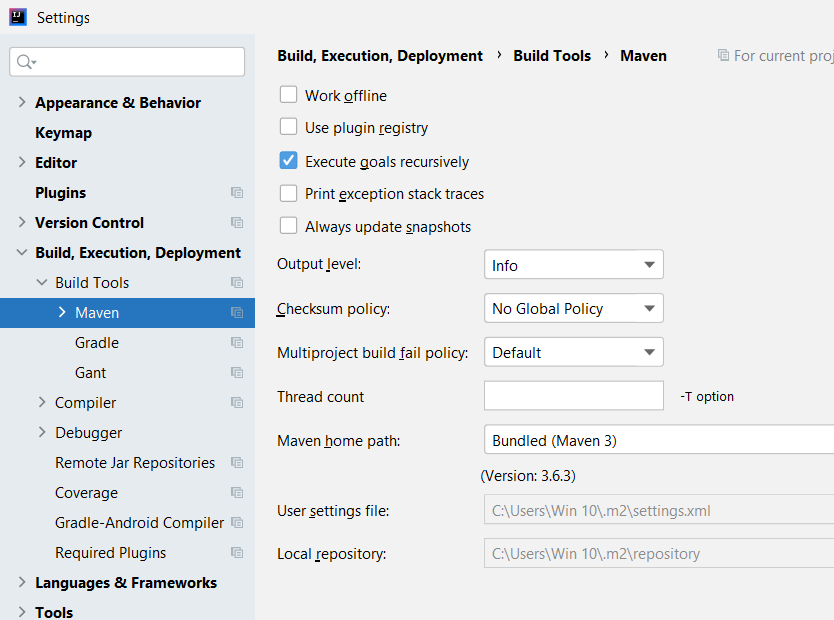 Settings
Appearance & Behavior
Keymap
Editor
Plugins
Version Control
Build, Execution, Deployment
Build Tools
Maven
Gradle
Gant
Compiler
Debugger
Remote Jar Repositories
Coverage
Gradle-Android Compiler
Required Plugins
Languages & Frameworks
Tools
Build, Execution, Deployment › Build Tools › Maven For current proj
Work offline
Use plugin registry
Execute goals recursively
Print exception stack traces
Always update snapshots
Output level: Info
Checksum policy: No Global Policy
Multiproject build fail policy: Default
Thread count -T option
Maven home path: Bundled (Maven 3)
(Version: 3.6.3)
User settings file: C:\Users\Win 10\.m2\settings.xml
Local repository: C:\Users\Win 10\.m2\repository